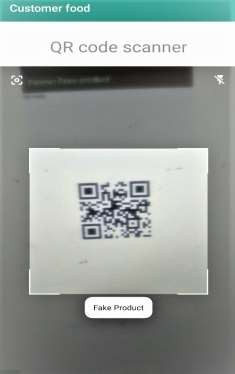 Customer food
QR code scanner
Fake Product